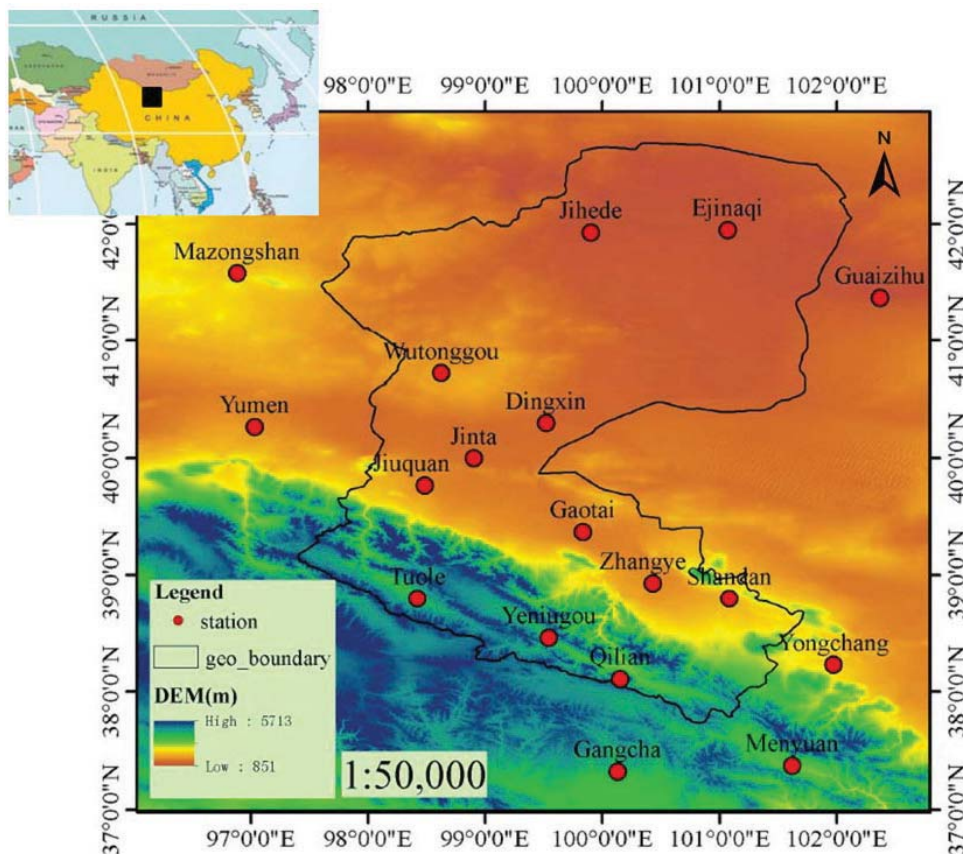 RUSSIA
MONGOLIA
CHINA
INDIA
98°0'0"E 99°0'0"E 100°0'0"E 101°0'0"E 102°0'0"E
N
42°0'0"N
41°0'0"N
40°0'0"N
39°0'0"N
38°0'0"N
37°0'0"N
42°0'0"N
41°0'0"N
40°0'0"N
39°0'0"N
38°0'0"N
37°0'0"N
Jihede
Ejinaqi
Mazongshan
Guaizihu
Wutonggou
Yumen
Dingxin
Jinta
Jiuquan
Gaotai
Zhangye
Shandan
Tuole
Yeniugou
Yongchang
Qilian
Gangcha
Menyuan
Legend
station
geo_boundary
DEM(m)
High : 5713
Low : 851
1:50,000
97°0'0"E 98°0'0"E 99°0'0"E 100°0'0"E 101°0'0"E 102°0'0"E